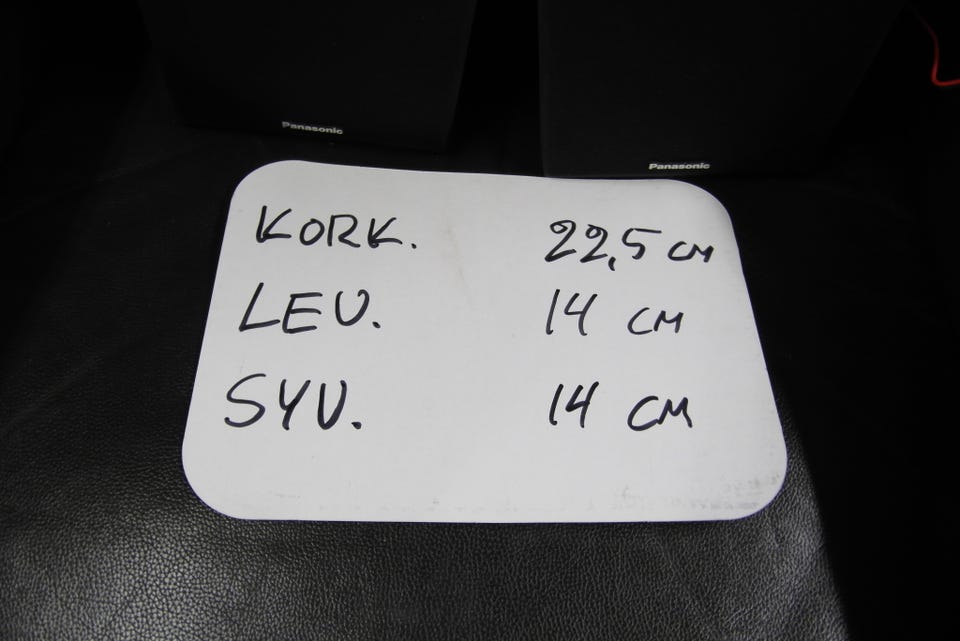 Panasonic
Panasonic
KORK. 22,5 cm
LEV. 14 cm
SYV. 14 cm